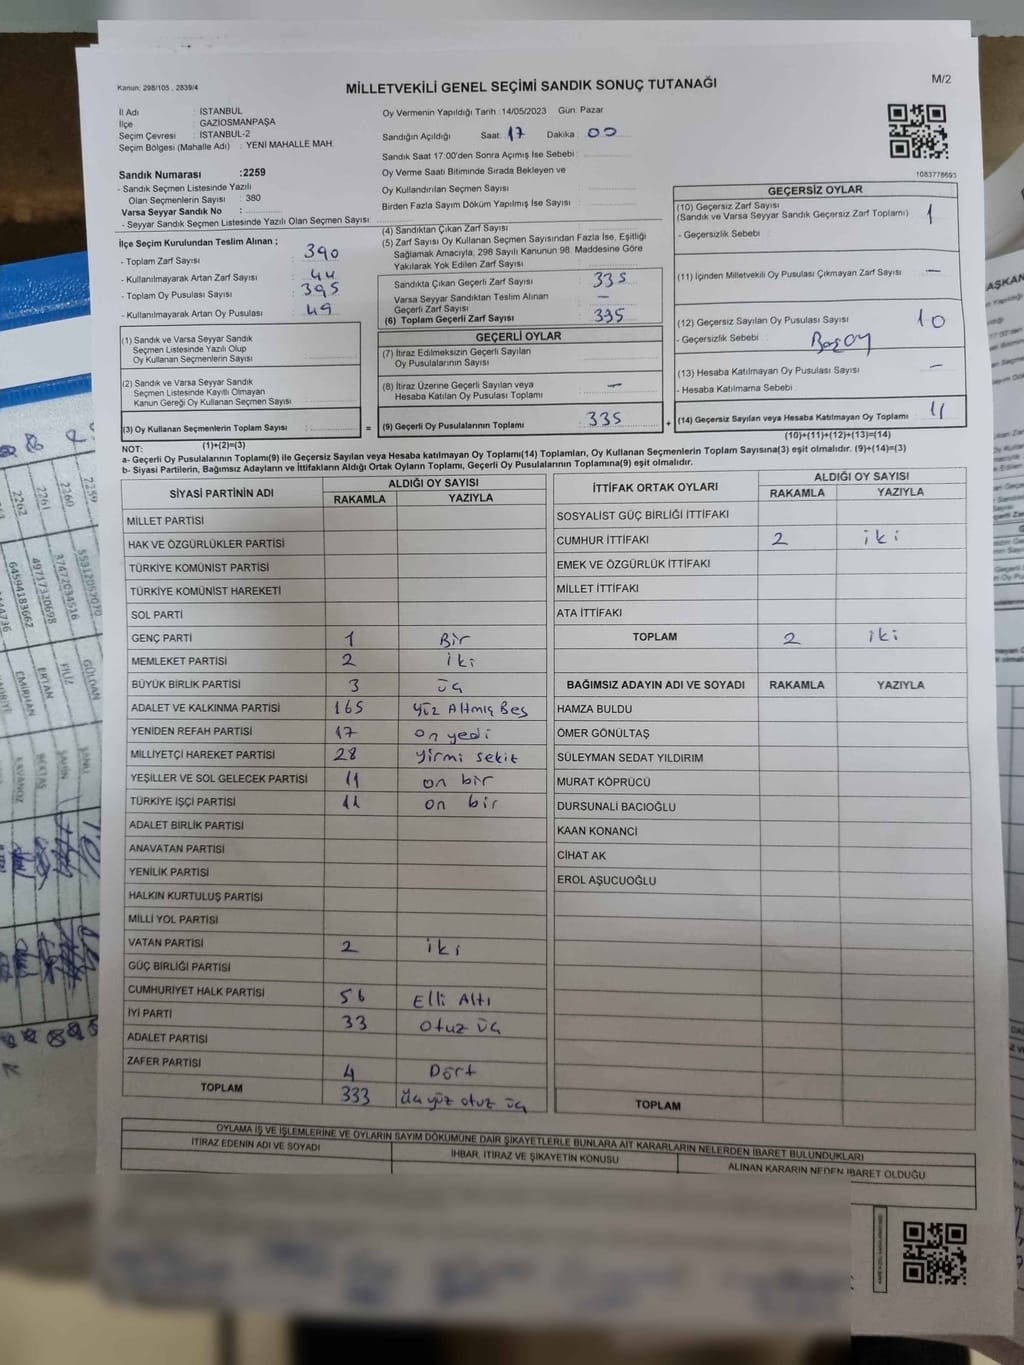 Kanun; 298/105 , 2839/4
MİLLETVEKİLİ GENEL SEÇİMİ SANDIK SONUÇ TUTANAĞI
M/2
İl Adı : İSTANBUL
İlçe : GAZİOSMANPAŞA
Seçim Çevresi : İSTANBUL-2
Seçim Bölgesi (Mahalle Adı) : YENİ MAHALLE MAH.
Oy Vermenin Yapıldığı Tarih :14/05/2023 Gün: Pazar
Sandığın Açıldığı Saat: 17 Dakika : 00
Sandık Saat 17:00'den Sonra Açımış İse Sebebi :
Oy Verme Saati Bitiminde Sırada Bekleyen ve
Oy Kullandırılan Seçmen Sayısı :
Birden Fazla Sayım Döküm Yapılmış İse Sayısı :
1083778693
Sandık Numarası :2259
- Sandık Seçmen Listesinde Yazılı
Olan Seçmenlerin Sayısı : 380
Varsa Seyyar Sandık No :
- Seyyar Sandık Seçmen Listesinde Yazılı Olan Seçmen Sayısı:
İlçe Seçim Kurulundan Teslim Alınan ;
- Toplam Zarf Sayısı : 390
- Kullanılmayarak Artan Zarf Sayısı : 44
- Toplam Oy Pusulası Sayısı : 395
- Kullanılmayarak Artan Oy Pusulası : 49
(4) Sandıktan Çıkan Zarf Sayısı :
(5) Zarf Sayısı Oy Kullanan Seçmen Sayısından Fazla İse, Eşitliği
Sağlamak Amacıyla; 298 Sayılı Kanunun 98. Maddesine Göre
Yakılarak Yok Edilen Zarf Sayısı :
Sandıkta Çıkan Geçerli Zarf Sayısı : 335
Varsa Seyyar Sandıktan Teslim Alınan
Geçerli Zarf Sayısı : –
(6) Toplam Geçerli Zarf Sayısı : 335
GEÇERSİZ OYLAR
(10) Geçersiz Zarf Sayısı
(Sandık ve Varsa Seyyar Sandık Geçersiz Zarf Toplamı) : 1
- Geçersizlik Sebebi :
(11) İçinden Milletvekili Oy Pusulası Çıkmayan Zarf Sayısı : –
(12) Geçersiz Sayılan Oy Pusulası Sayısı : 10
- Geçersizlik Sebebi : Boş oy
(13) Hesaba Katılmayan Oy Pusulası Sayısı : –
- Hesaba Katılmama Sebebi :
(14) Geçersiz Sayılan veya Hesaba Katılmayan Oy Toplamı : 11
(10)+(11)+(12)+(13)=(14)
(1) Sandık ve Varsa Seyyar Sandık
Seçmen Listesinde Yazılı Olup
Oy Kullanan Seçmenlerin Sayısı :
(2) Sandık ve Varsa Seyyar Sandık
Seçmen Listesinde Kayıtlı Olmayan
Kanun Gereği Oy Kullanan Seçmen Sayısı :
(3) Oy Kullanan Seçmenlerin Toplam Sayısı : =
(1)+(2)=(3)
GEÇERLİ OYLAR
(7) İtiraz Edilmeksizin Geçerli Sayılan
Oy Pusulalarının Sayısı :
(8) İtiraz Üzerine Geçerli Sayılan veya
Hesaba Katılan Oy Pusulası Toplamı : –
(9) Geçerli Oy Pusulalarının Toplamı : 335 +
NOT:
a- Geçerli Oy Pusulasının Toplamı(9) ile Geçersiz Sayılan veya Hesaba katılmayan Oy Toplamı(14) Toplamları, Oy Kullanan Seçmenlerin Toplam Sayısına(3) eşit olmalıdır. (9)+(14)=(3)
b- Siyasi Partilerin, Bağımsız Adayların ve İttifakların Aldığı Ortak Oyların Toplamı, Geçerli Oy Pusulalarının Toplamına(9) eşit olmalıdır.
SİYASİ PARTİNİN ADI ALDIĞI OY SAYISI
RAKAMLA YAZIYLA
MİLLET PARTİSİ
HAK VE ÖZGÜRLÜKLER PARTİSİ
TÜRKİYE KOMÜNİST PARTİSİ
TÜRKİYE KOMÜNİST HAREKETİ
SOL PARTİ
GENÇ PARTİ 1 Bir
MEMLEKET PARTİSİ 2 iki
BÜYÜK BİRLİK PARTİSİ 3 üç
ADALET VE KALKINMA PARTİSİ 165 Yüz Altmış Beş
YENİDEN REFAH PARTİSİ 17 on yedi
MİLLİYETÇİ HAREKET PARTİSİ 28 yirmi sekiz
YEŞİLLER VE SOL GELECEK PARTİSİ 11 on bir
TÜRKİYE İŞÇİ PARTİSİ 11 on bir
ADALET BİRLİK PARTİSİ
ANAVATAN PARTİSİ
YENİLİK PARTİSİ
HALKIN KURTULUŞ PARTİSİ
MİLLİ YOL PARTİSİ
VATAN PARTİSİ 2 iki
GÜÇ BİRLİĞİ PARTİSİ
CUMHURİYET HALK PARTİSİ 56 Elli Altı
İYİ PARTİ 33 otuz üç
ADALET PARTİSİ
ZAFER PARTİSİ 4 Dört
TOPLAM 333 üç yüz otuz üç
İTTİFAK ORTAK OYLARI ALDIĞI OY SAYISI
RAKAMLA YAZIYLA
SOSYALİST GÜÇ BİRLİĞİ İTTİFAKI
CUMHUR İTTİFAKI 2 iki
EMEK VE ÖZGÜRLÜK İTTİFAKI
MİLLET İTTİFAKI
ATA İTTİFAKI
TOPLAM 2 iki
BAĞIMSIZ ADAYIN ADI VE SOYADI RAKAMLA YAZIYLA
HAMZA BULDU
ÖMER GÖNÜLTAŞ
SÜLEYMAN SEDAT YILDIRIM
MURAT KÖPRÜCÜ
DURSUNALİ BACIOĞLU
KAAN KONANCİ
CİHAT AK
EROL AŞUCUOĞLU
TOPLAM
OYLAMA İŞ VE İŞLEMLERİNE VE OYLARIN SAYIM DÖKÜMÜNE DAİR ŞİKAYETLERLE BUNLARA AİT KARARLARIN NELERDEN İBARET BULUNDUKLARI
İTİRAZ EDENİN ADI VE SOYADI
İHBAR, İTİRAZ VE ŞİKAYETİN KONUSU
ALINAN KARARIN NEDEN İBARET OLDUĞU
2259
2260
2261
2262
37472034516
49717320698
64594183662
GÜLDAN
FİLİZ
ERTAN
EMİRHAN